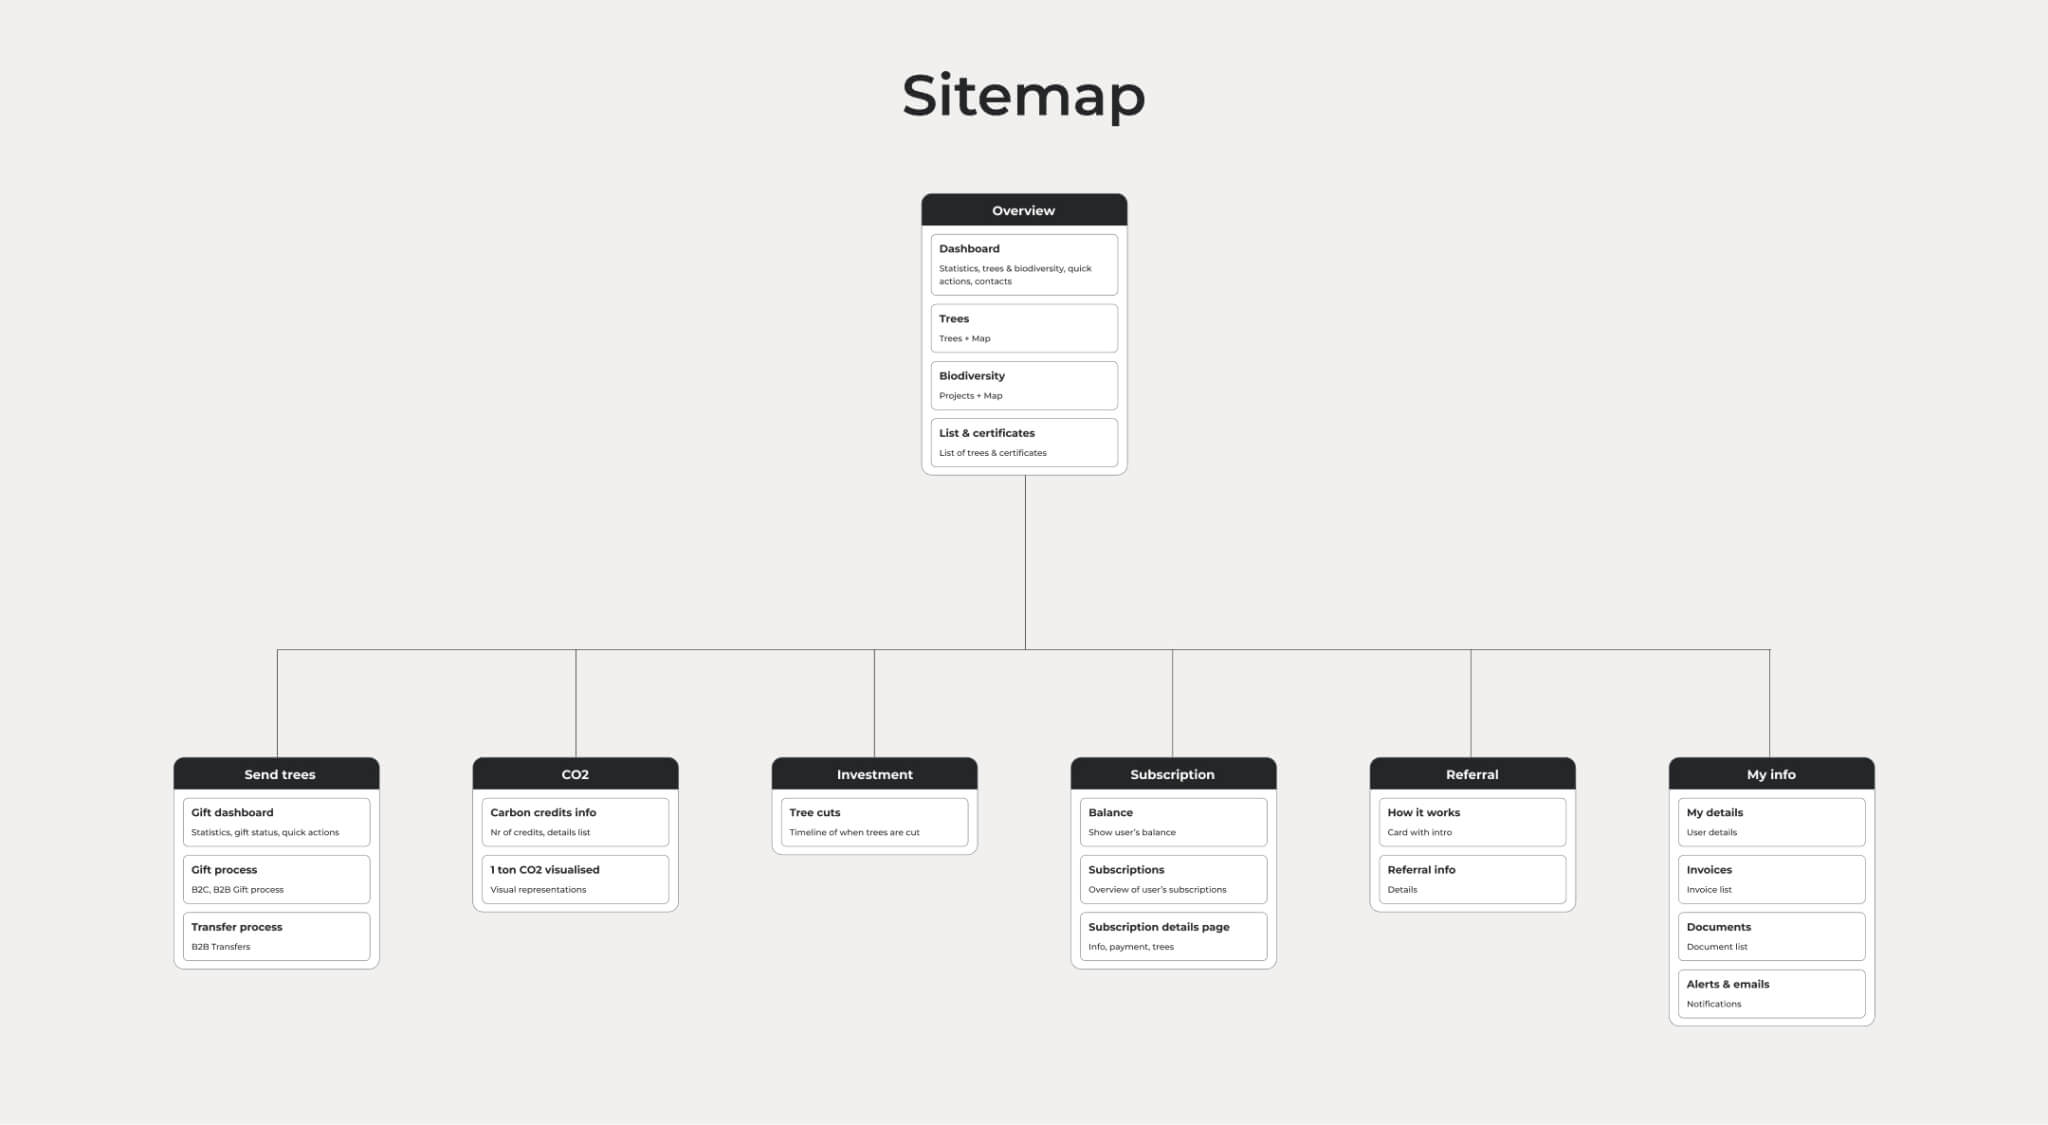 Sitemap
Overview
Dashboard
Statistics, trees & biodiversity, quick
actions, contacts
Trees
Trees + Map
Biodiversity
Projects + Map
List & certificates
List of trees & certificates
Send trees
Gift dashboard
Statistics, gift status, quick actions
Gift process
B2C, B2B Gift process
Transfer process
B2B Transfers
CO2
Carbon credits info
Nr of credits, details list
1 ton CO2 visualised
Visual representations
Investment
Tree cuts
Timeline of when trees are cut
Subscription
Balance
Show user's balance
Subscriptions
Overview of user's subscriptions
Subscription details page
Info, payment, trees
Referral
How it works
Card with intro
Referral info
Details
My info
My details
User details
Invoices
Invoice list
Documents
Document list
Alerts & emails
Notifications